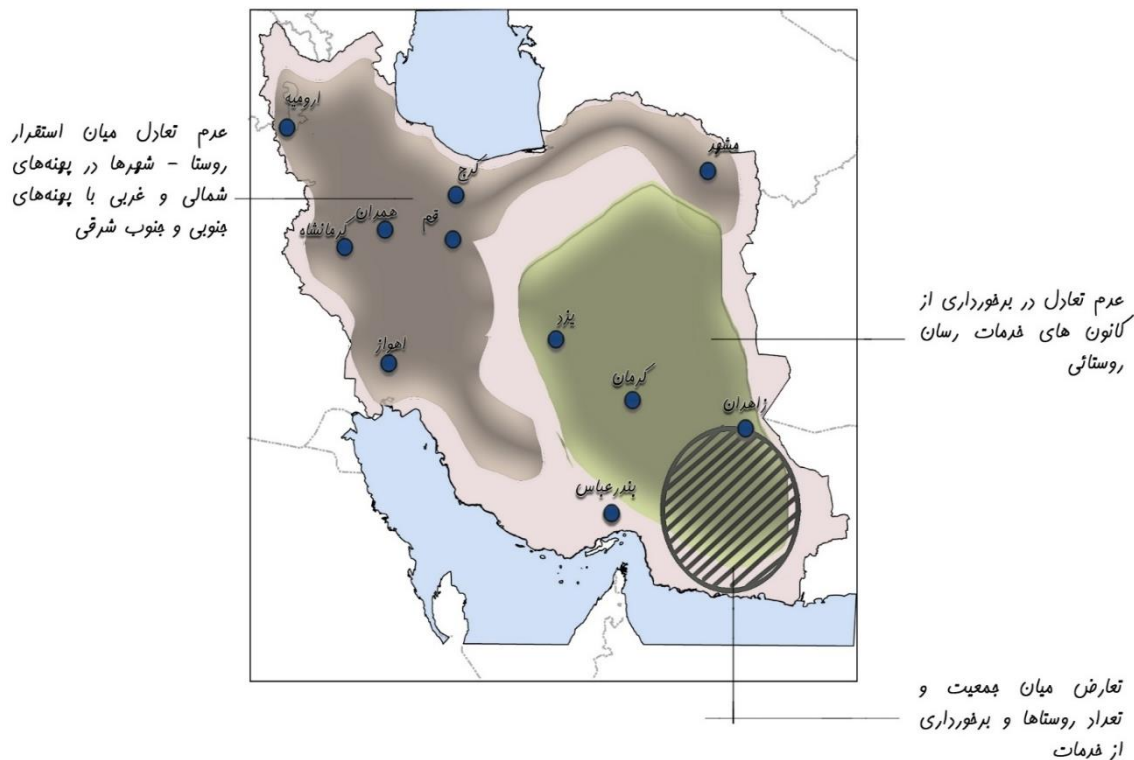 ارومیه
مشهر
کرج
همدان
قم
کرمانشاه
یزد
اهواز
کرمان
زاهدان
بندرعباس
عدم تعادل میان استقرار
روستا - شهرها در پهنه‌های
شمالی و غربی با پهنه‌های
جنوبی و جنوب شرقی
عدم تعادل در برخورداری از
کانون های خدمات رسان
روستائی
تعارض میان جمعیت و
تعداد روستاها و برخورداری
از خدمات